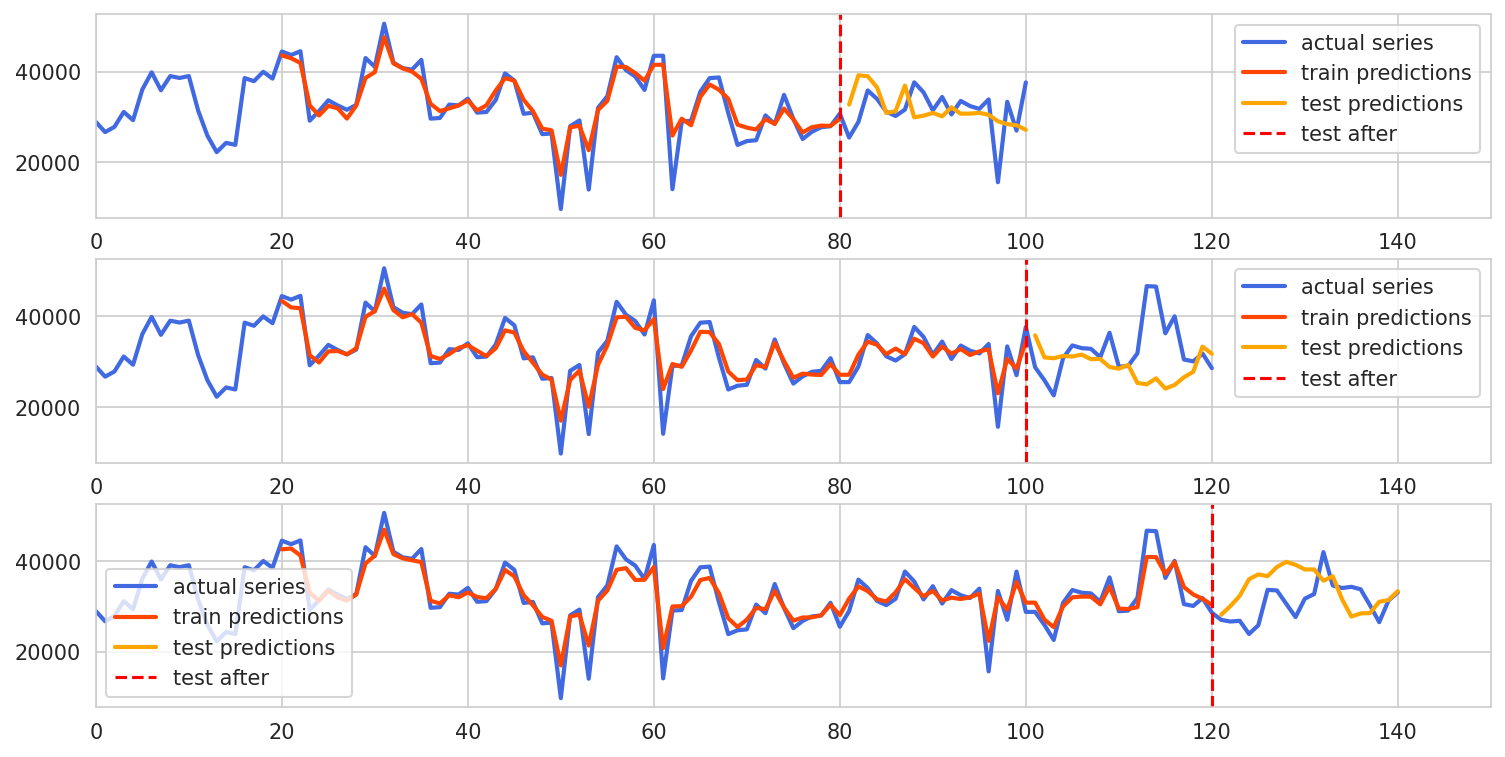 40000
20000
actual series
train predictions
test predictions
test after
0 20 40 60 80 100 120 140
40000
20000
actual series
train predictions
test predictions
test after
0 20 40 60 80 100 120 140
40000
20000
actual series
train predictions
test predictions
test after
0 20 40 60 80 100 120 140